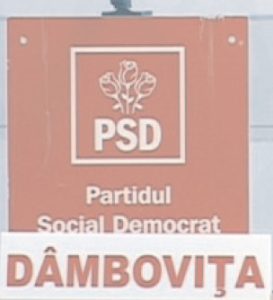 PSD
Partidul
Social Democrat
DÂMBOVIȚA